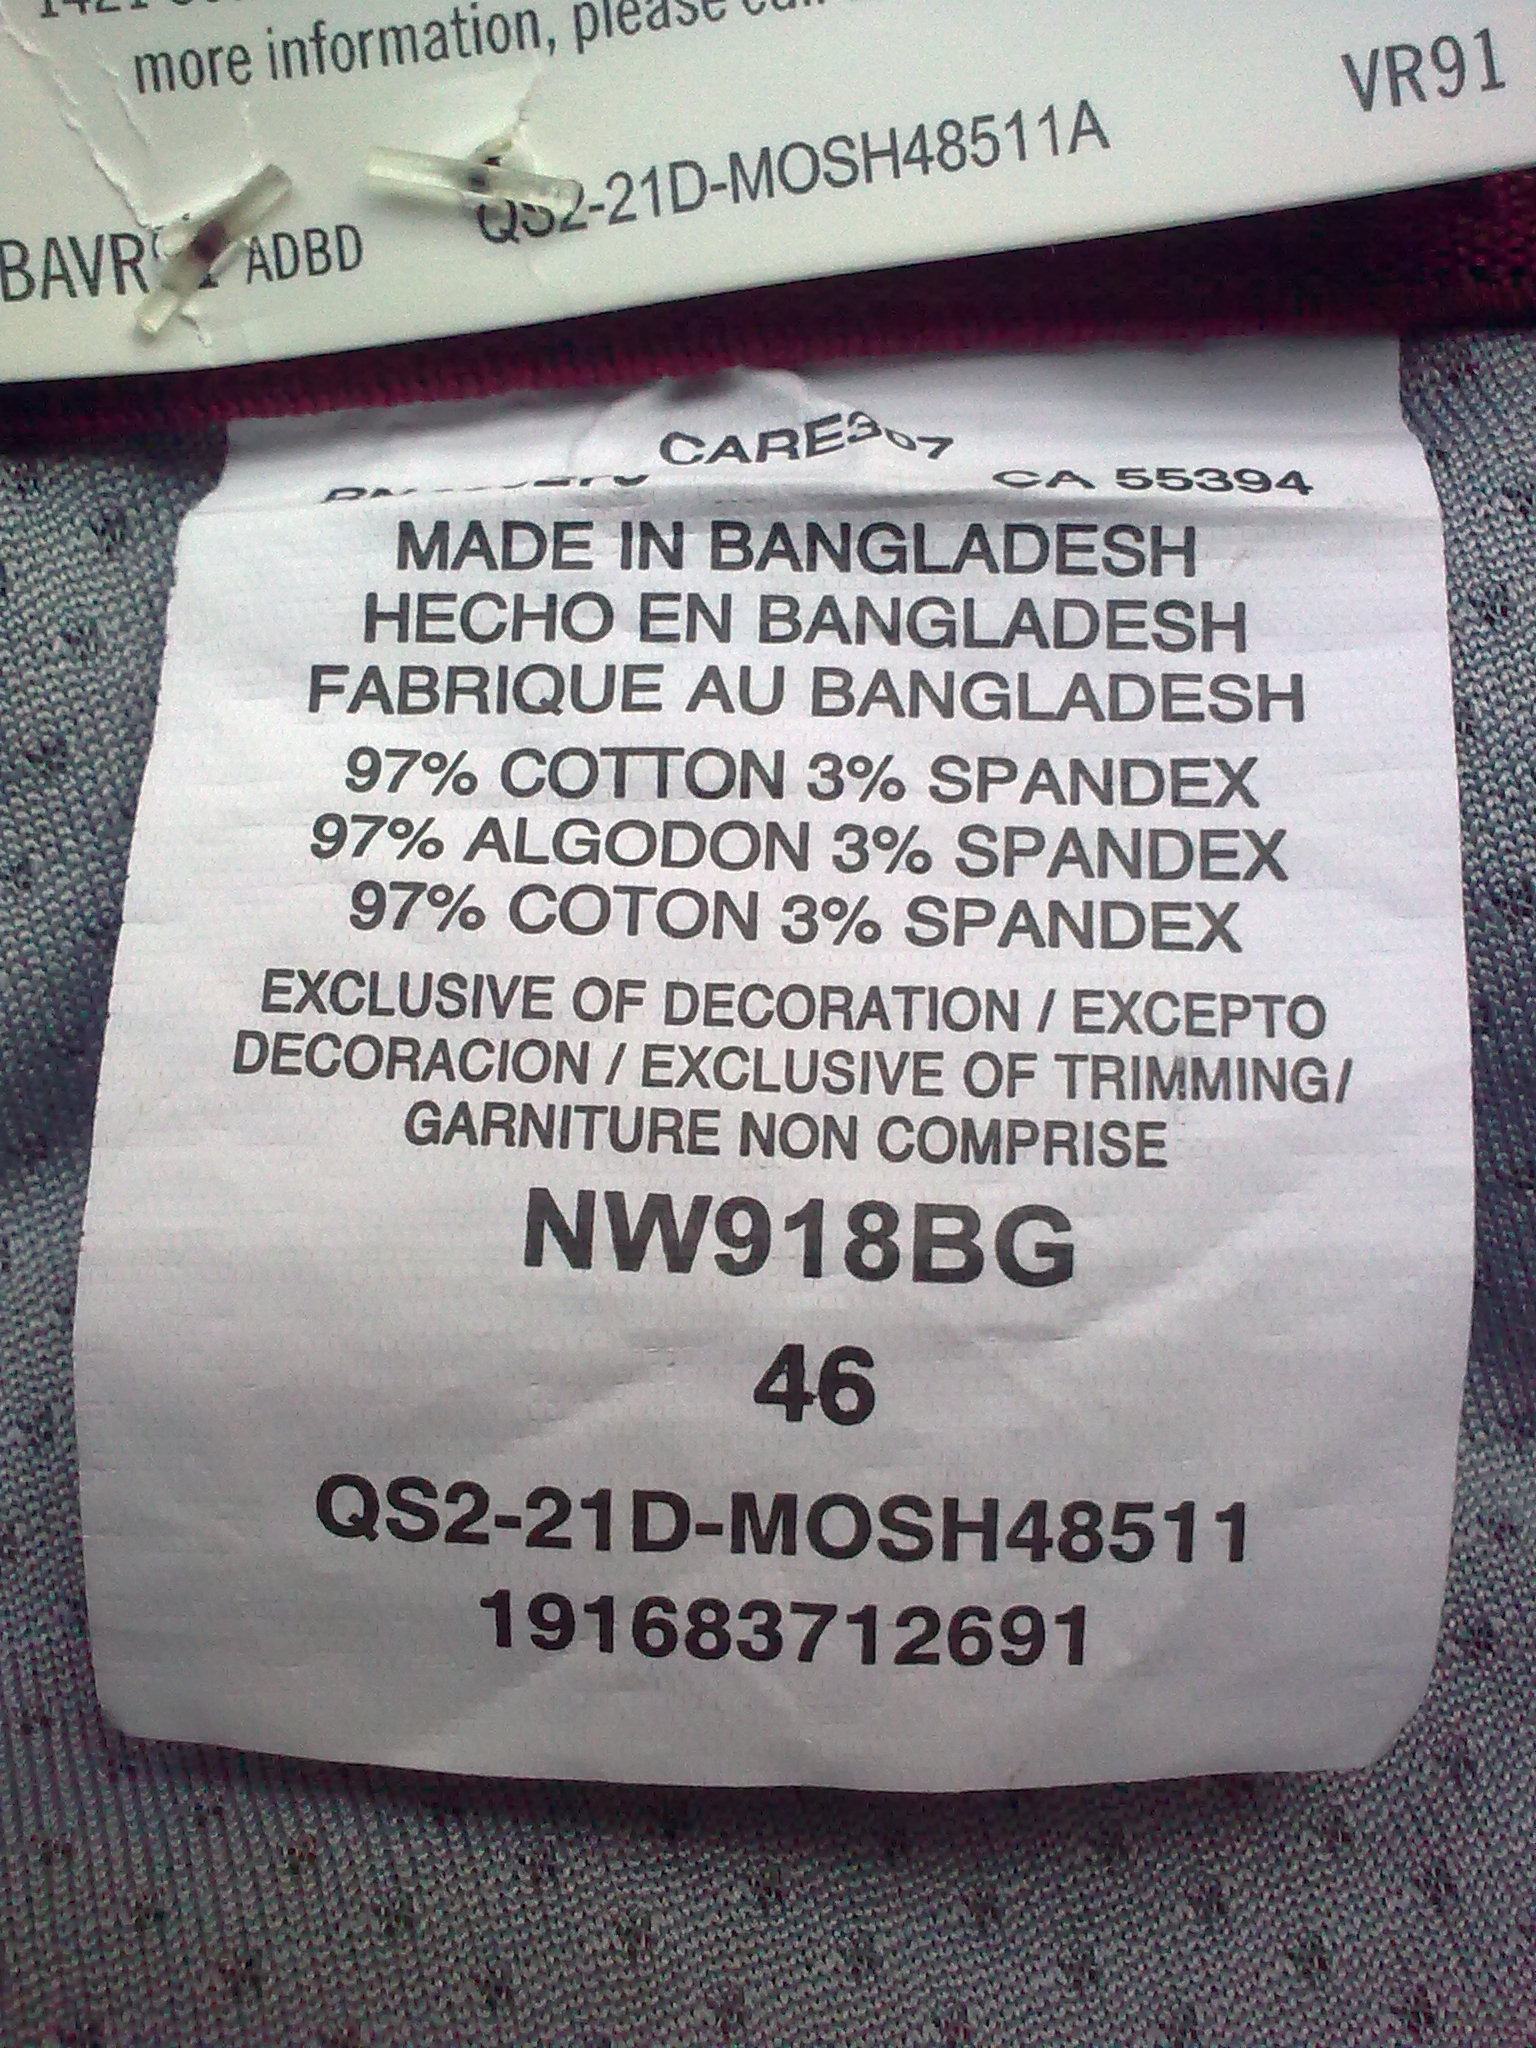 more information, please
VR91
QS2-21D-MOSH48511A
ADBD
CARE307
CA 55394
MADE IN BANGLADESH
HECHO EN BANGLADESH
FABRIQUE AU BANGLADESH
97% COTTON 3% SPANDEX
97% ALGODON 3% SPANDEX
97% COTON 3% SPANDEX
EXCLUSIVE OF DECORATION / EXCEPTO
DECORACION / EXCLUSIVE OF TRIMMING/
GARNITURE NON COMPRISE
NW918BG
46
QS2-21D-MOSH48511
191683712691